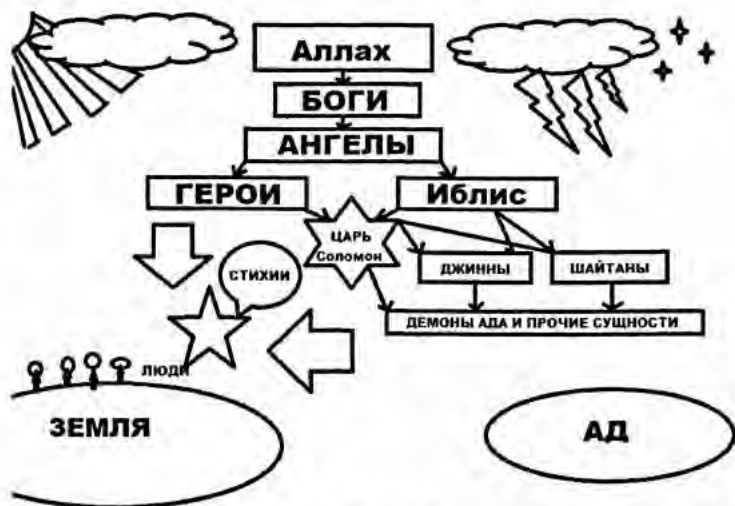 Аллах
БОГИ
АНГЕЛЫ
ГЕРОИ
Иблис
ЦАРЬ
Соломон
СТИХИИ
ДЖИННЫ
ШАЙТАНЫ
ДЕМОНЫ АДА И ПРОЧИЕ СУЩНОСТИ
ЛЮДИ
ЗЕМЛЯ
АД